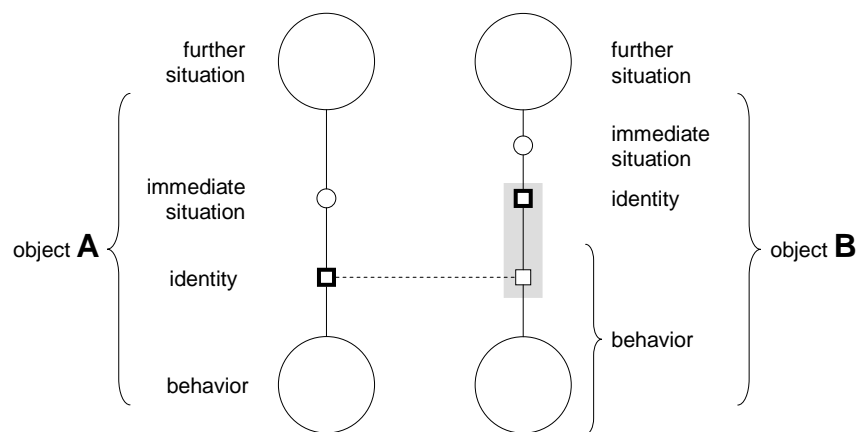 further
situation
immediate
situation
object A
identity
behavior
further
situation
immediate
situation
identity
object B
behavior